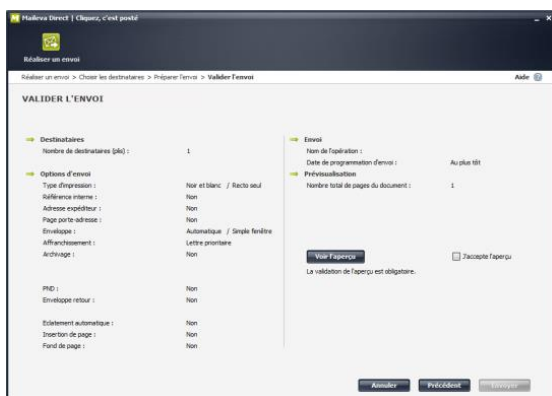 Maileva Direct | Cliquez, c'est posté
Réaliser un envoi
Réaliser un envoi > Choisir les destinataires > Préparer l'envoi > Valider l'envoi
Aide
VALIDER L'ENVOI
Destinataires
Nombre de destinataires (plis) : 1
Options d'envoi
Type d'impression : Noir et blanc / Recto seul
Référence interne : Non
Adresse expéditeur : Non
Page porte-adresse : Non
Enveloppe : Automatique / Simple fenêtre
Affranchissement : Lettre prioritaire
Archivage : Non
PND : Non
Enveloppe retour : Non
Eclatement automatique : Non
Insertion de page : Non
Fond de page : Non
Envoi
Nom de l'opération :
Date de programmation d'envoi : Au plus tôt
Prévisualisation
Nombre total de pages du document : 1
Voir l'aperçu
J'accepte l'aperçu
La validation de l'aperçu est obligatoire.
Annuler
Précédent
Envoyer